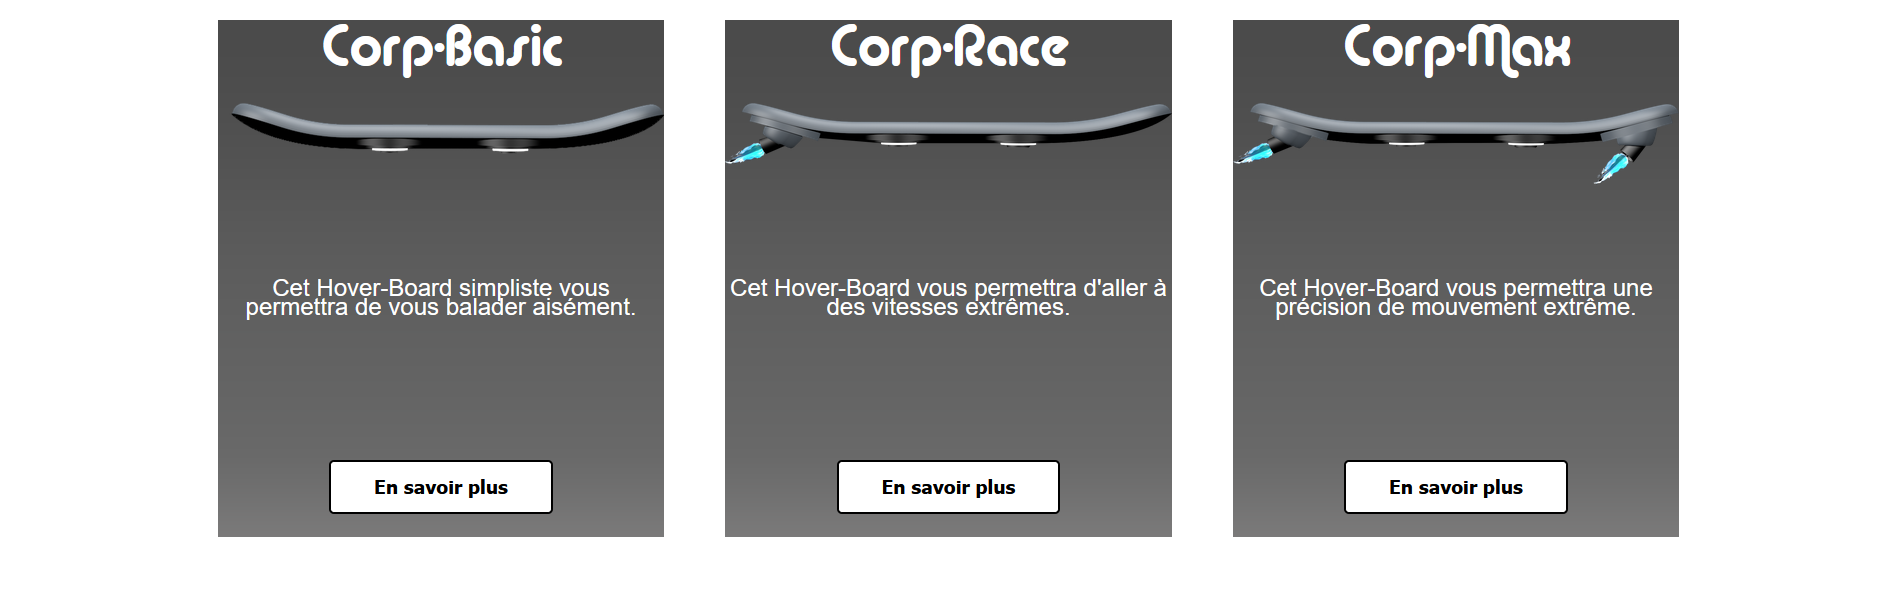 Corp·Basic
Cet Hover-Board simpliste vous
permettra de vous balader aisément.
En savoir plus
Corp·Race
Cet Hover-Board vous permettra d'aller à
des vitesses extrêmes.
En savoir plus
Corp·Max
Cet Hover-Board vous permettra une
précision de mouvement extrême.
En savoir plus